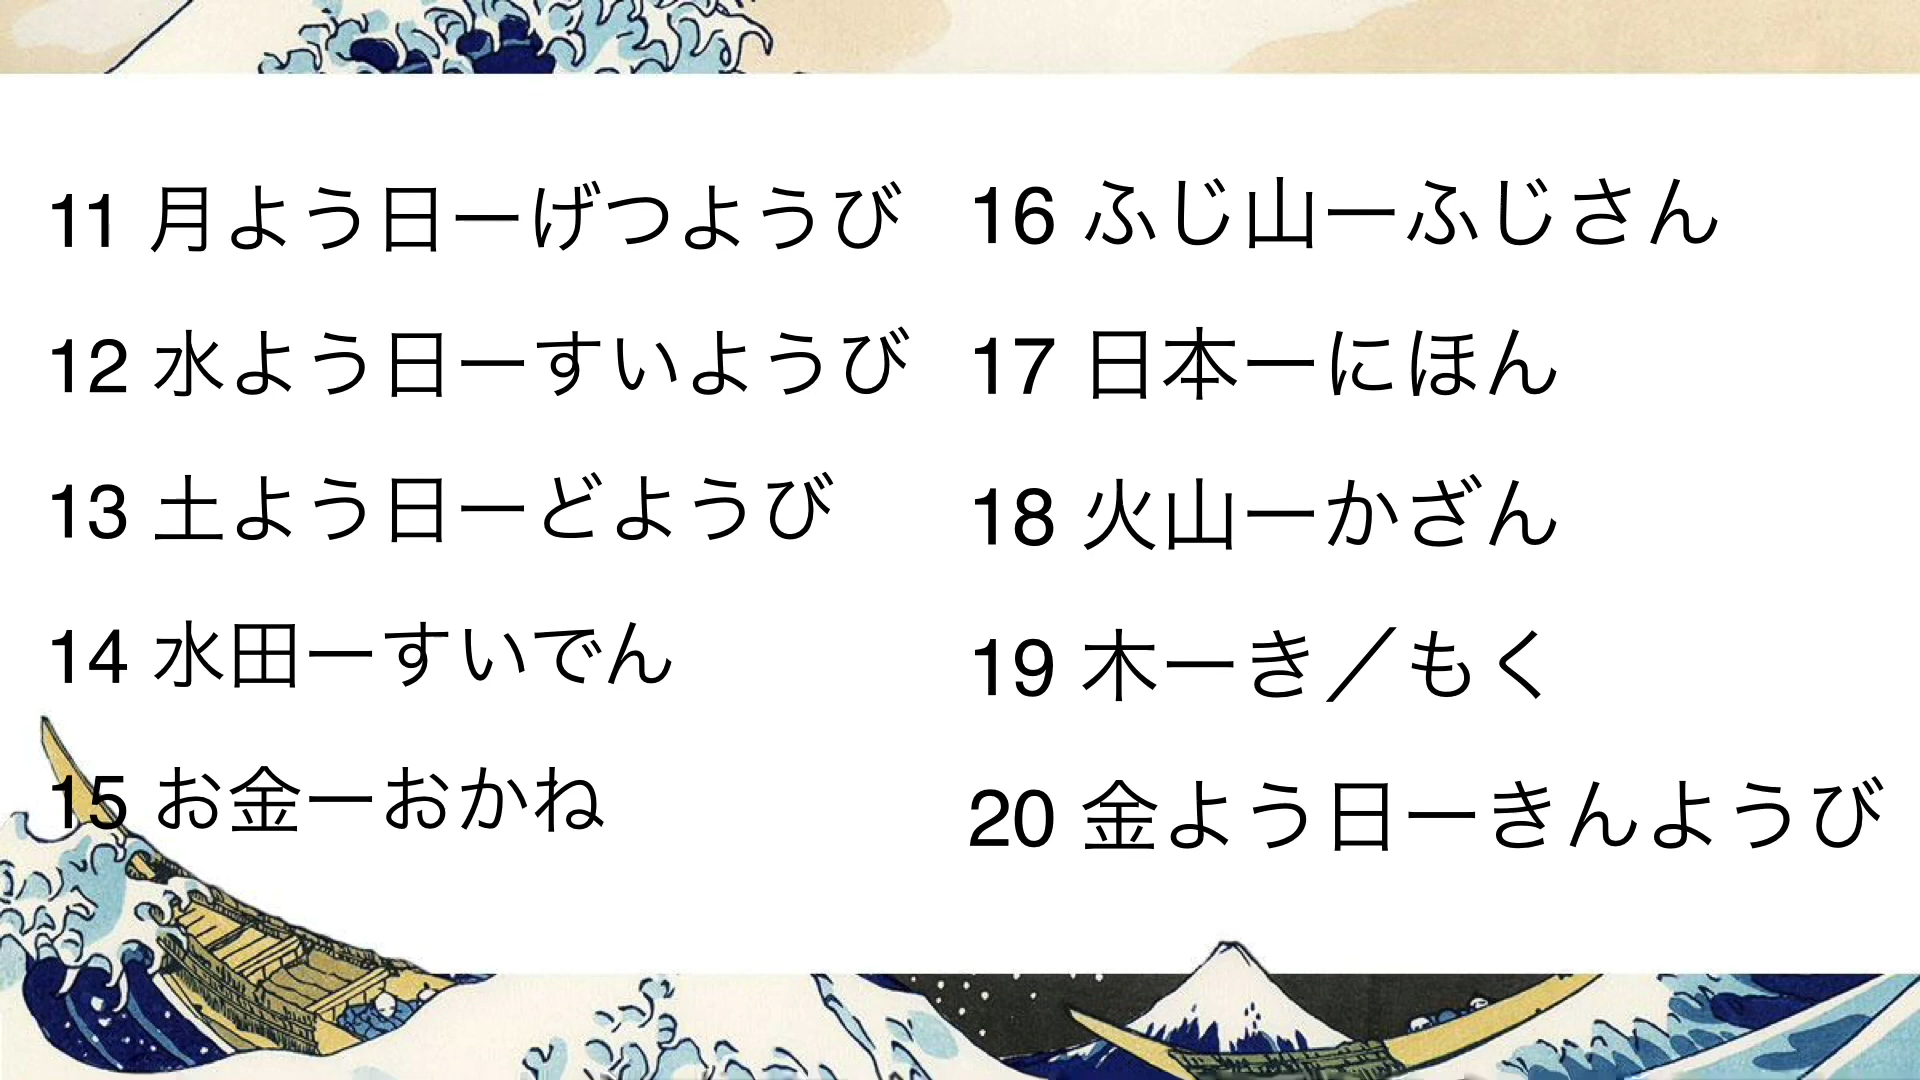 11 月よう日ーげつようび
12 水よう日ーすいようび
13 土よう日ーどようび
14 水田ーすいでん
15 お金ーおかね
16 ふじ山ーふじさん
17 日本ーにほん
18 火山ーかざん
19 木ーき／もく
20 金よう日ーきんようび